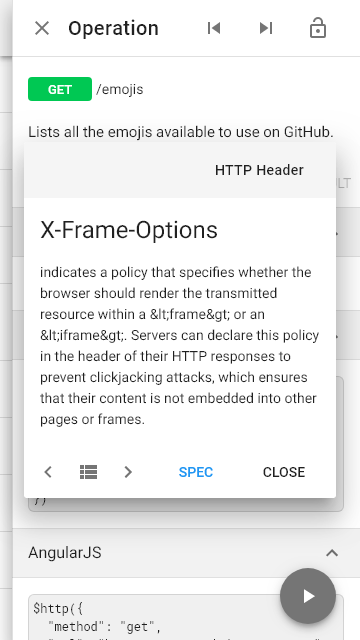 Operation
GET /emojis
Lists all the emojis available to use on GitHub.
HTTP Header
X-Frame-Options
indicates a policy that specifies whether the
browser should render the transmitted
resource within a &lt;frame&gt; or an
&lt;iframe&gt;. Servers can declare this policy
in the header of their HTTP responses to
prevent clickjacking attacks, which ensures
that their content is not embedded into other
pages or frames.
SPEC CLOSE
})
AngularJS
$http({
"method": "get",